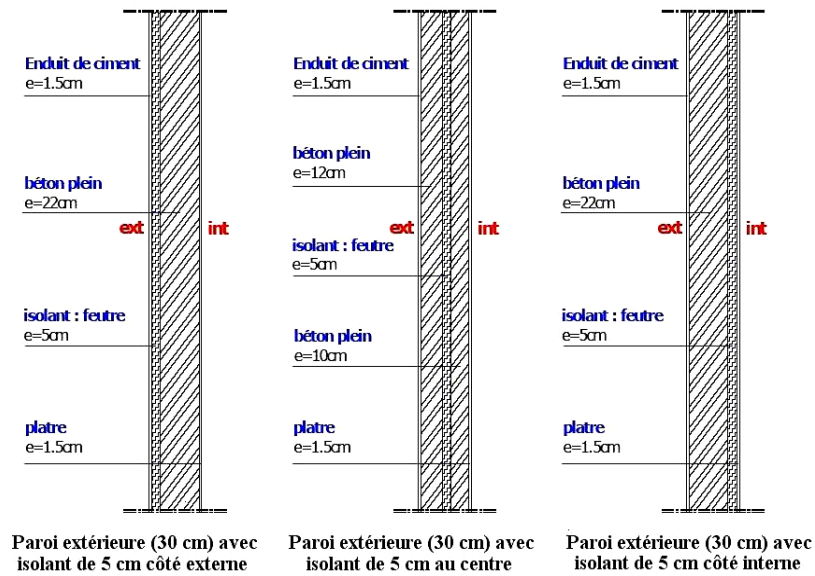 Enduit de ciment
e=1.5cm
béton plein
e=22cm
ext
int
isolant : feutre
e=5cm
platre
e=1.5cm
Paroi extérieure (30 cm) avec
isolant de 5 cm côté externe
Enduit de ciment
e=1.5cm
béton plein
e=12cm
ext
int
isolant : feutre
e=5cm
béton plein
e=10cm
platre
e=1.5cm
Paroi extérieure (30 cm) avec
isolant de 5 cm au centre
Enduit de ciment
e=1.5cm
béton plein
e=22cm
ext
int
isolant : feutre
e=5cm
platre
e=1.5cm
Paroi extérieure (30 cm) avec
isolant de 5 cm côté interne